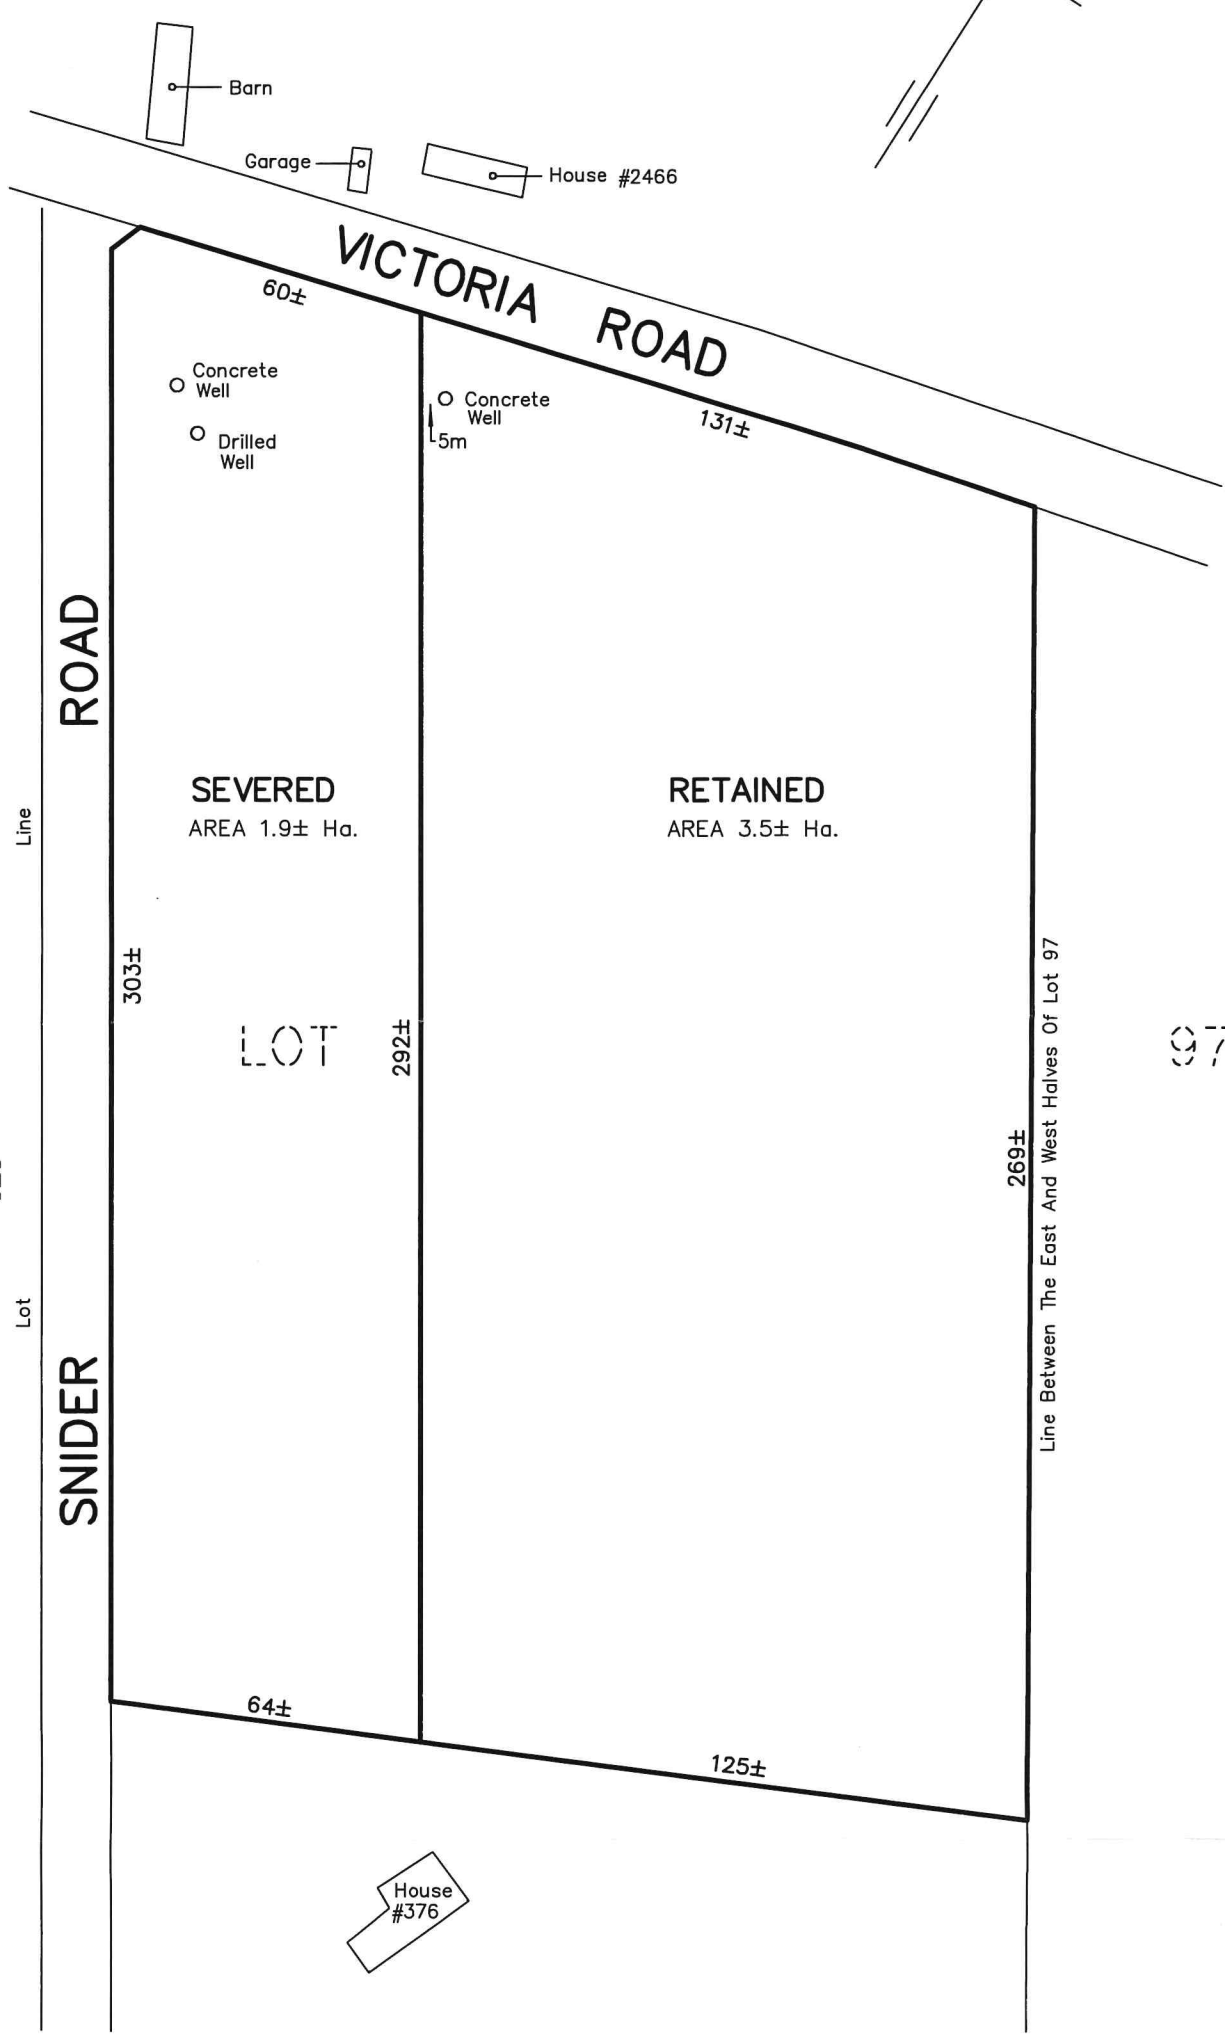 Barn
Garage
House #2466
VICTORIA ROAD
60±
Concrete
Well
Drilled
Well
Concrete
Well
5m
131±
SNIDER ROAD
Lot Line
SEVERED
AREA 1.9± Ha.
RETAINED
AREA 3.5± Ha.
303±
LOT 97
292±
269±
Line Between The East And West Halves Of Lot 97
64±
125±
House
#376